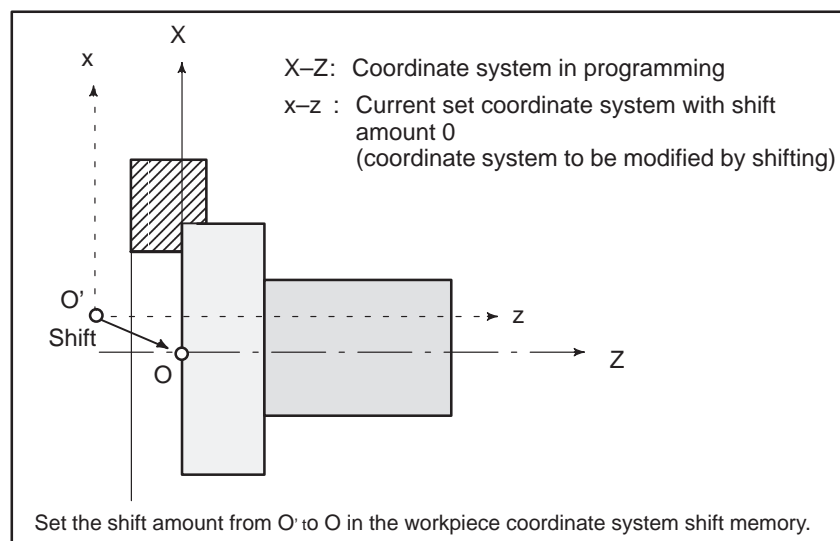 X
x
X–Z: Coordinate system in programming
x–z : Current set coordinate system with shift
amount 0
(coordinate system to be modified by shifting)
O’
z
Shift
O
Z
Set the shift amount from O’ to O in the workpiece coordinate system shift memory.